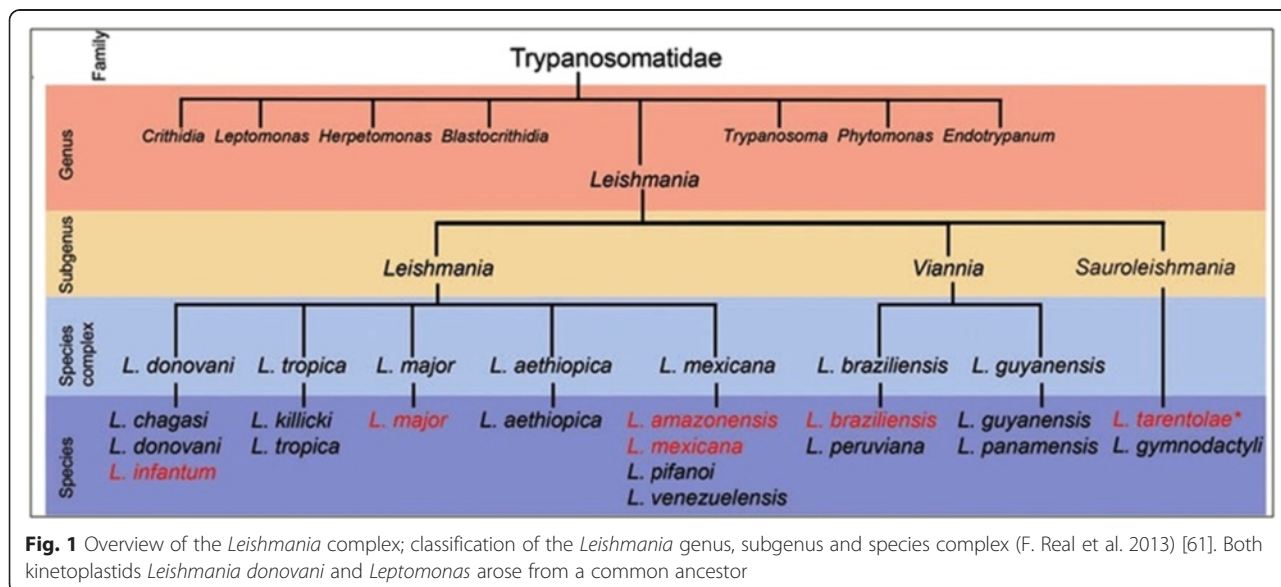 Family
Trypanosomatidae
Genus
Crithidia Leptomonas Herpetomonas Blastocrithidia Trypanosoma Phytomonas Endotrypanum
Leishmania
Subgenus
Leishmania Viannia Sauroleishmania
Species complex
L. donovani L. tropica L. major L. aethiopica L. mexicana L. braziliensis L. guyanensis
Species
L. chagasi L. killicki L. major L. aethiopica L. amazonensis L. braziliensis L. guyanensis L. tarentolae*
L. donovani L. tropica L. mexicana L. peruviana L. panamensis L. gymnodactyli
L. infantum L. pifanoi
L. venezuelensis
Fig. 1 Overview of the Leishmania complex; classification of the Leishmania genus, subgenus and species complex (F. Real et al. 2013) [61]. Both
kinetoplastids Leishmania donovani and Leptomonas arose from a common ancestor